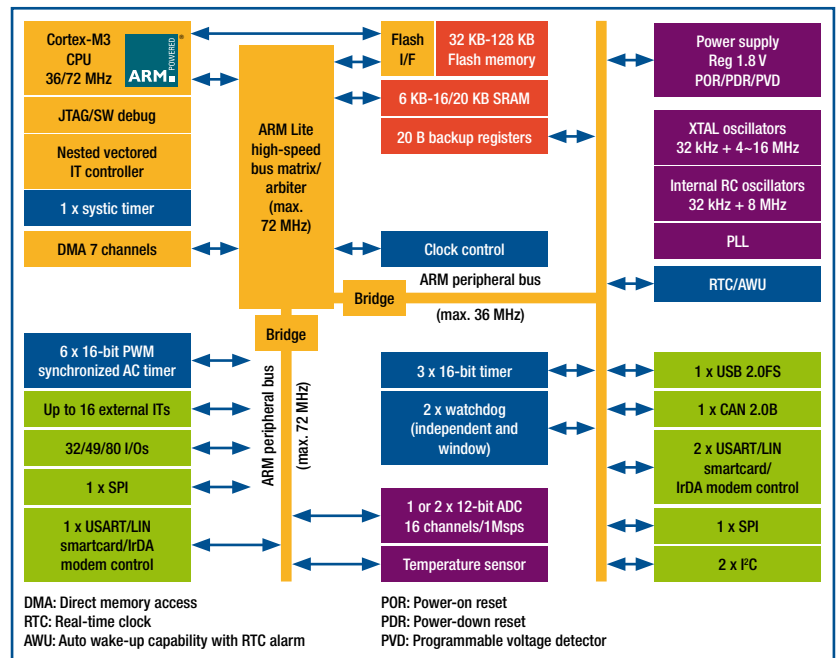 Cortex-M3
CPU
36/72 MHz
ARM
POWERED
JTAG/SW debug
Nested vectored
IT controller
1 x systic timer
DMA 7 channels
ARM Lite
high-speed
bus matrix/
arbiter
(max.
72 MHz)
Flash
I/F
32 KB-128 KB
Flash memory
6 KB-16/20 KB SRAM
20 B backup registers
Clock control
ARM peripheral bus
Bridge
(max. 36 MHz)
Bridge
Power supply
Reg 1.8 V
POR/PDR/PVD
XTAL oscillators
32 kHz + 4~16 MHz
Internal RC oscillators
32 kHz + 8 MHz
PLL
RTC/AWU
6 x 16-bit PWM
synchronized AC timer
Up to 16 external ITs
32/49/80 I/Os
1 x SPI
1 x USART/LIN
smartcard/IrDA
modem control
ARM peripheral bus
(max. 72 MHz)
3 x 16-bit timer
2 x watchdog
(independent and
window)
1 or 2 x 12-bit ADC
16 channels/1Msps
Temperature sensor
1 x USB 2.0FS
1 x CAN 2.0B
2 x USART/LIN
smartcard/
IrDA modem control
1 x SPI
2 x I²C
DMA: Direct memory access
RTC: Real-time clock
AWU: Auto wake-up capability with RTC alarm
POR: Power-on reset
PDR: Power-down reset
PVD: Programmable voltage detector